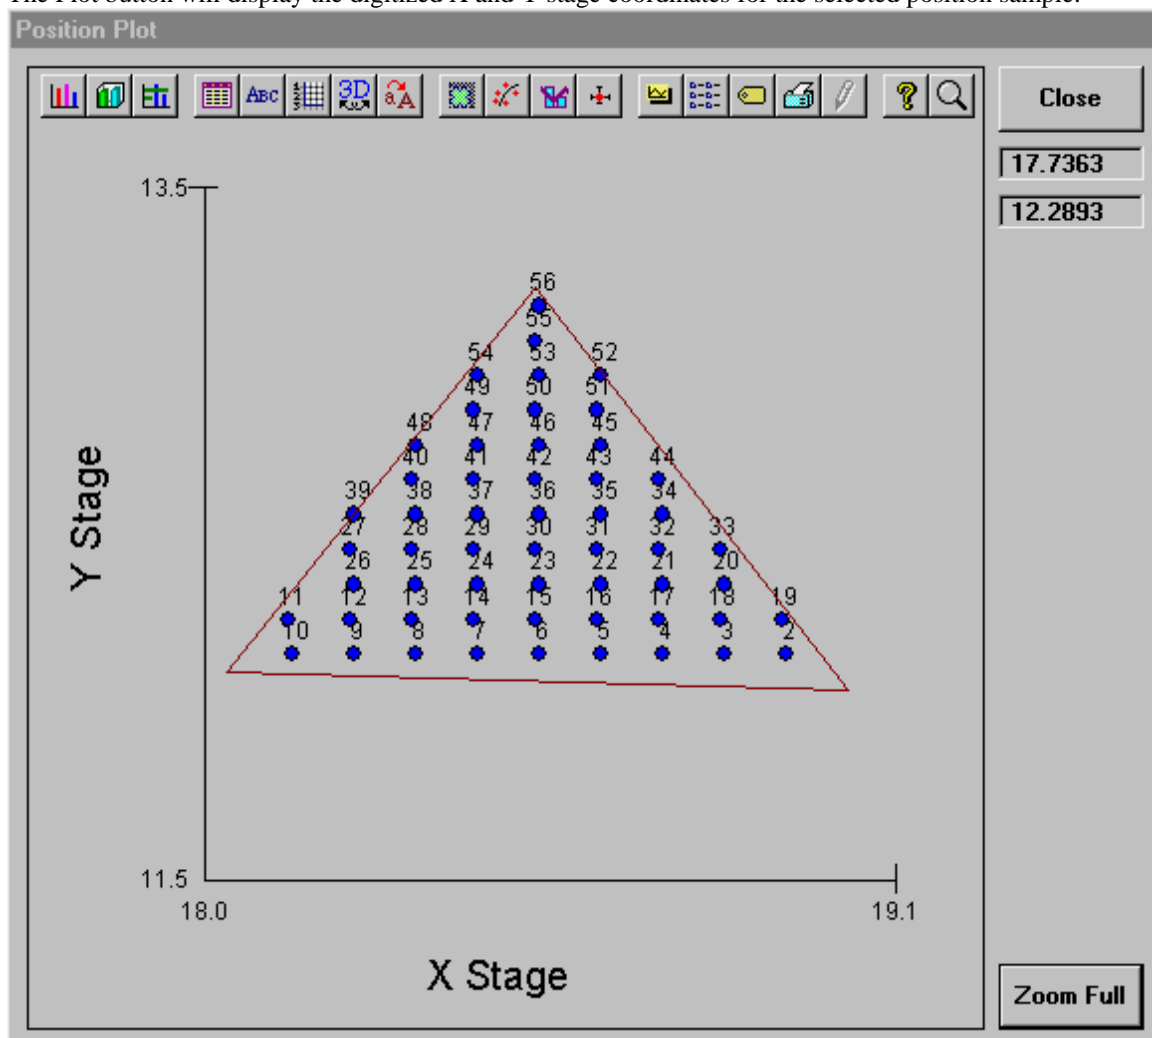 The Plot button will display the digitized X and Y stage coordinates for the selected position sample.
Position Plot
ABC 3D aA
Close
17.7363
12.2893
13.5
56
55
54 53 52
49 50 51
48 47 46 45
40 41 42 43 44
39 38 37 36 35 34
27 28 29 30 31 32 33
26 25 24 23 22 21 20
11 12 13 14 15 16 17 18 19
10 9 8 7 6 5 4 3 2
Y Stage
11.5
18.0 19.1
X Stage
Zoom Full